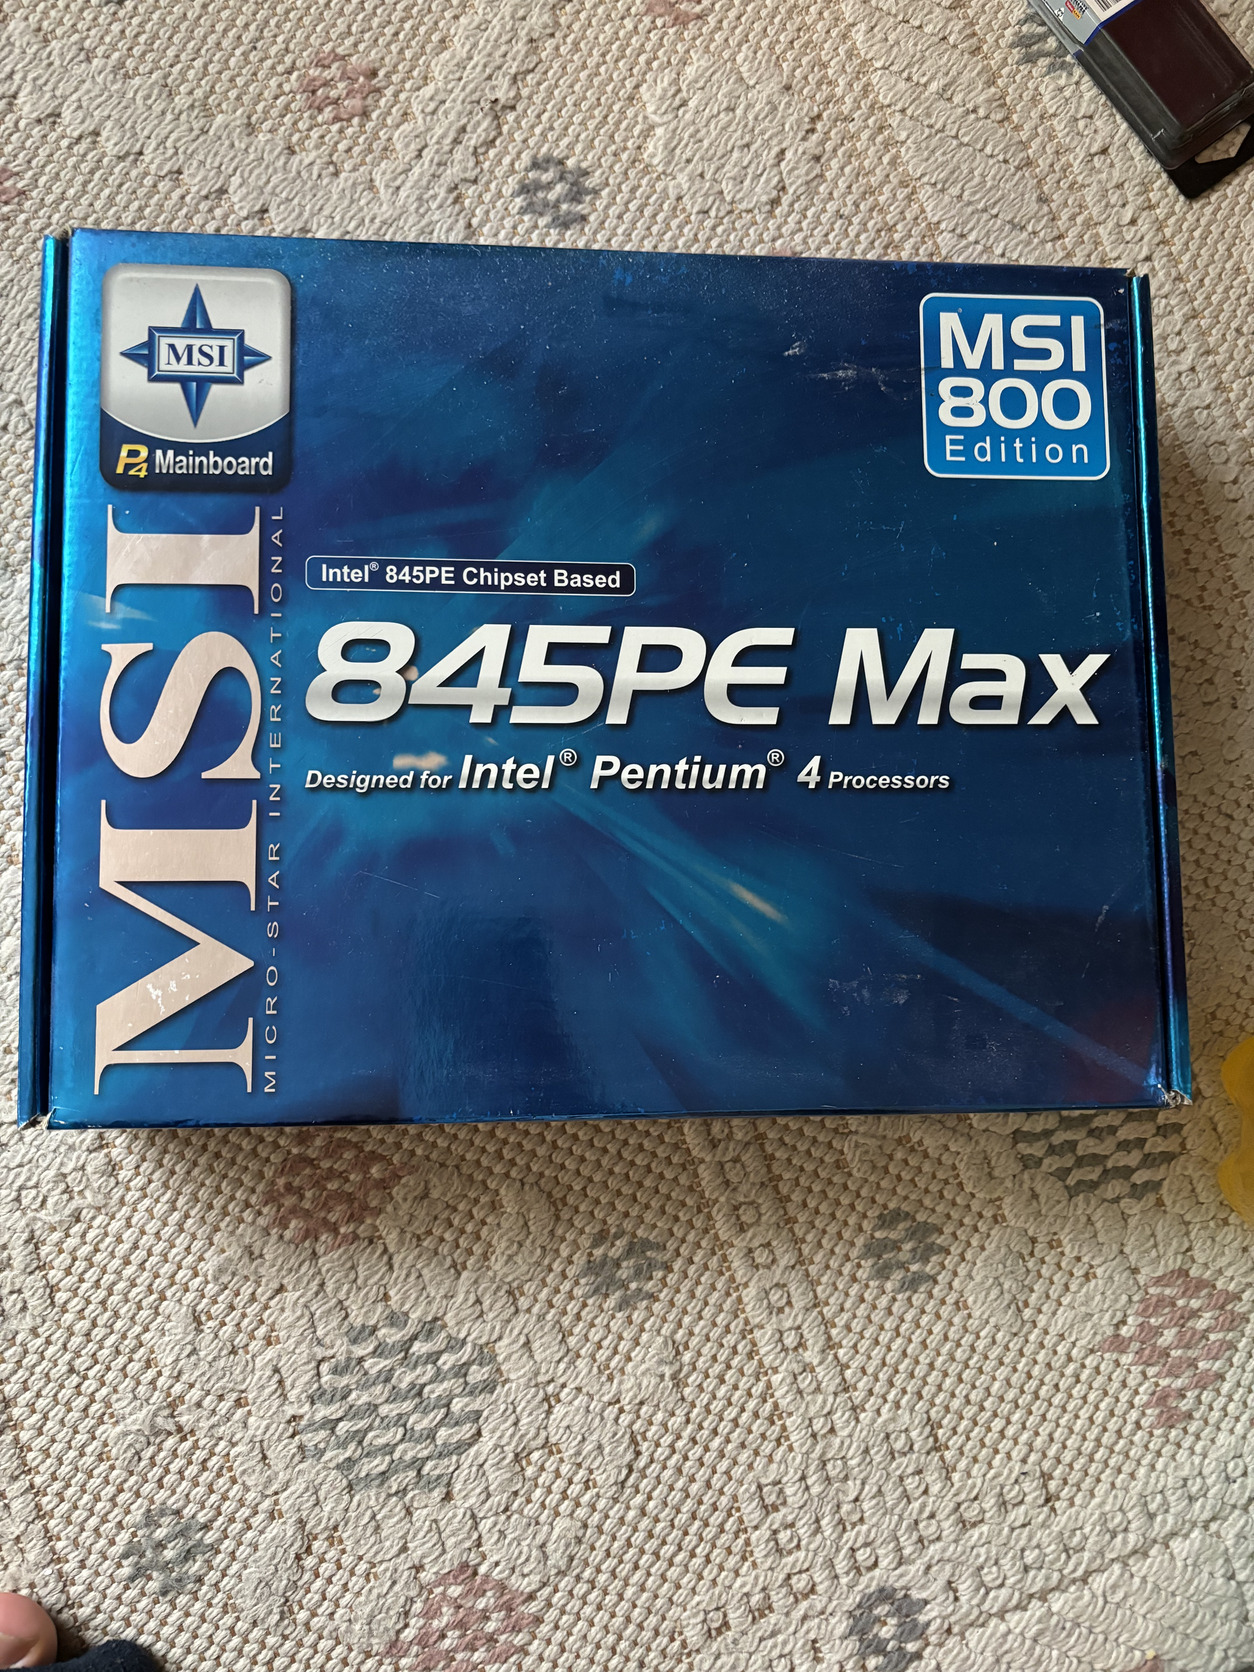 MSI
P4 Mainboard
MSI
800
Edition
MSI
MICRO-STAR INTERNATIONAL
Intel® 845PE Chipset Based
845PE Max
Designed for Intel® Pentium® 4 Processors